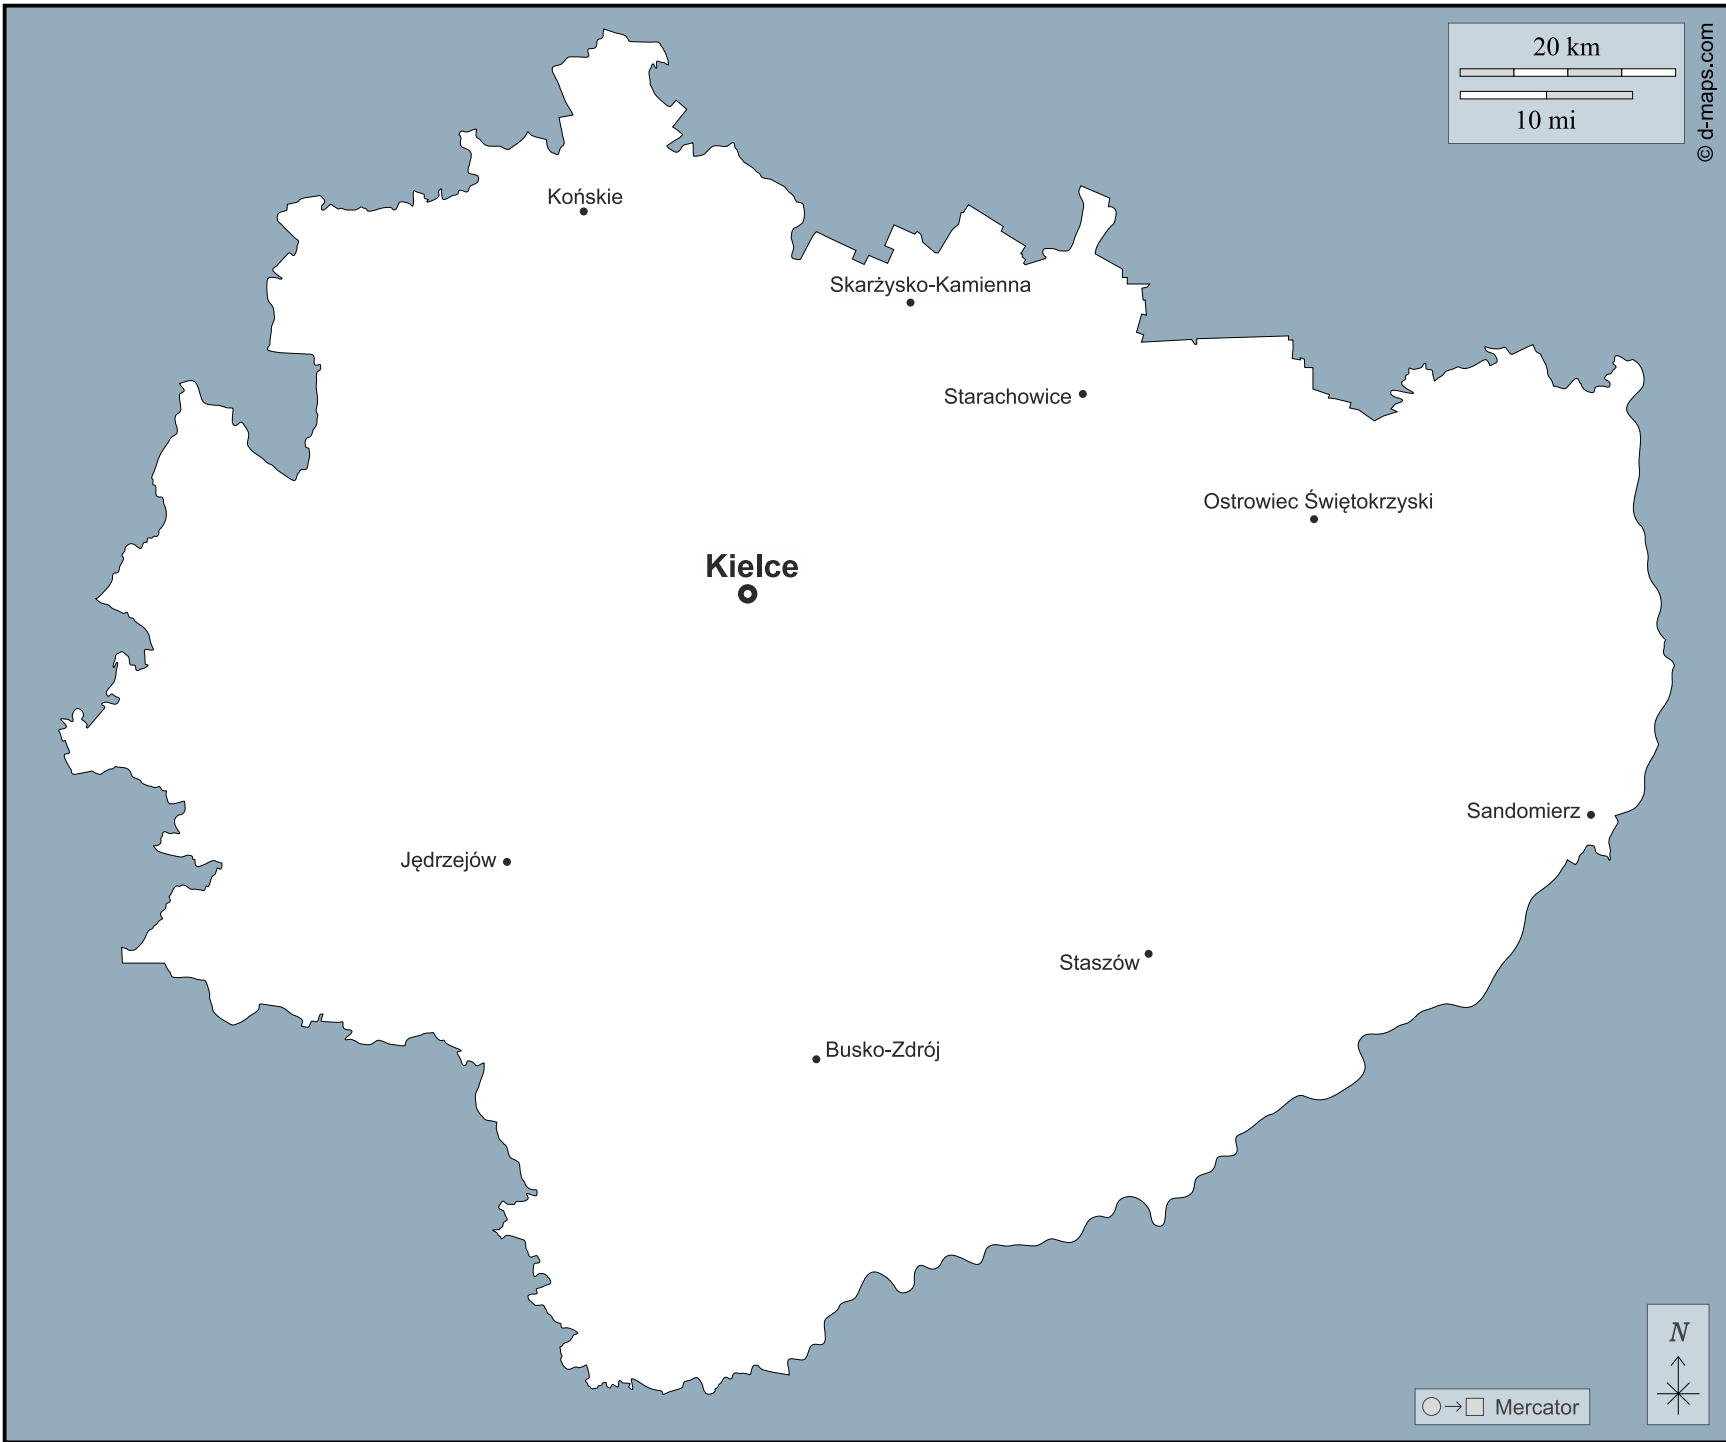 20 km
10 mi
© d-maps.com
Końskie
Skarżysko-Kamienna
Starachowice
Ostrowiec Świętokrzyski
Kielce
Sandomierz
Jędrzejów
Staszów
Busko-Zdrój
N
Mercator